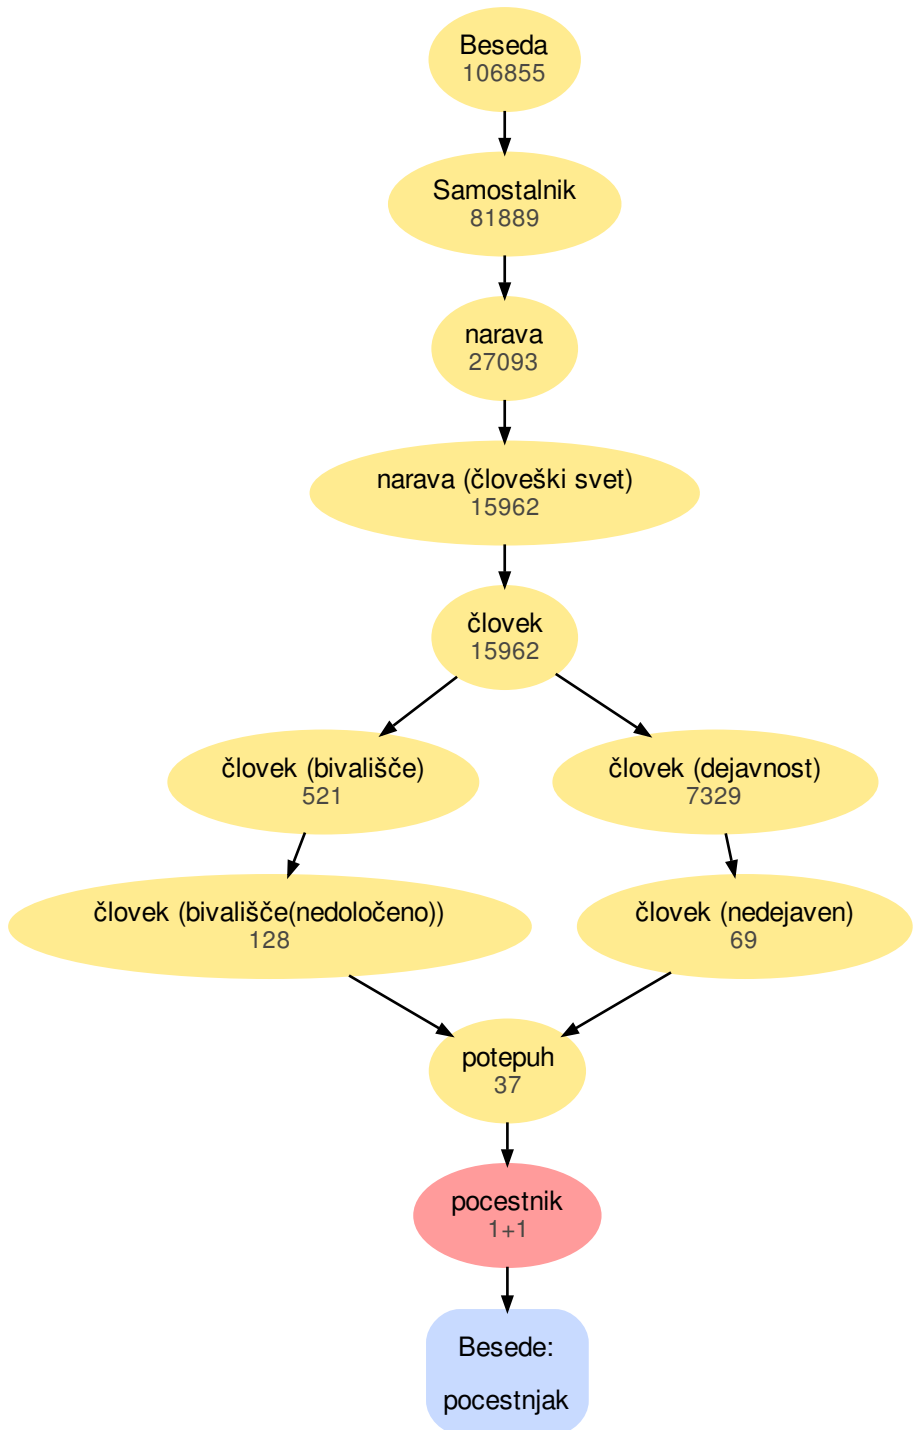 Beseda
106855
Samostalnik
81889
narava
27093
narava (človeški svet)
15962
človek
15962
človek (bivališče)
521
človek (dejavnost)
7329
človek (bivališče(nedoločeno))
128
človek (nedejaven)
69
potepuh
37
pocestnik
1+1
Besede:
pocestnjak